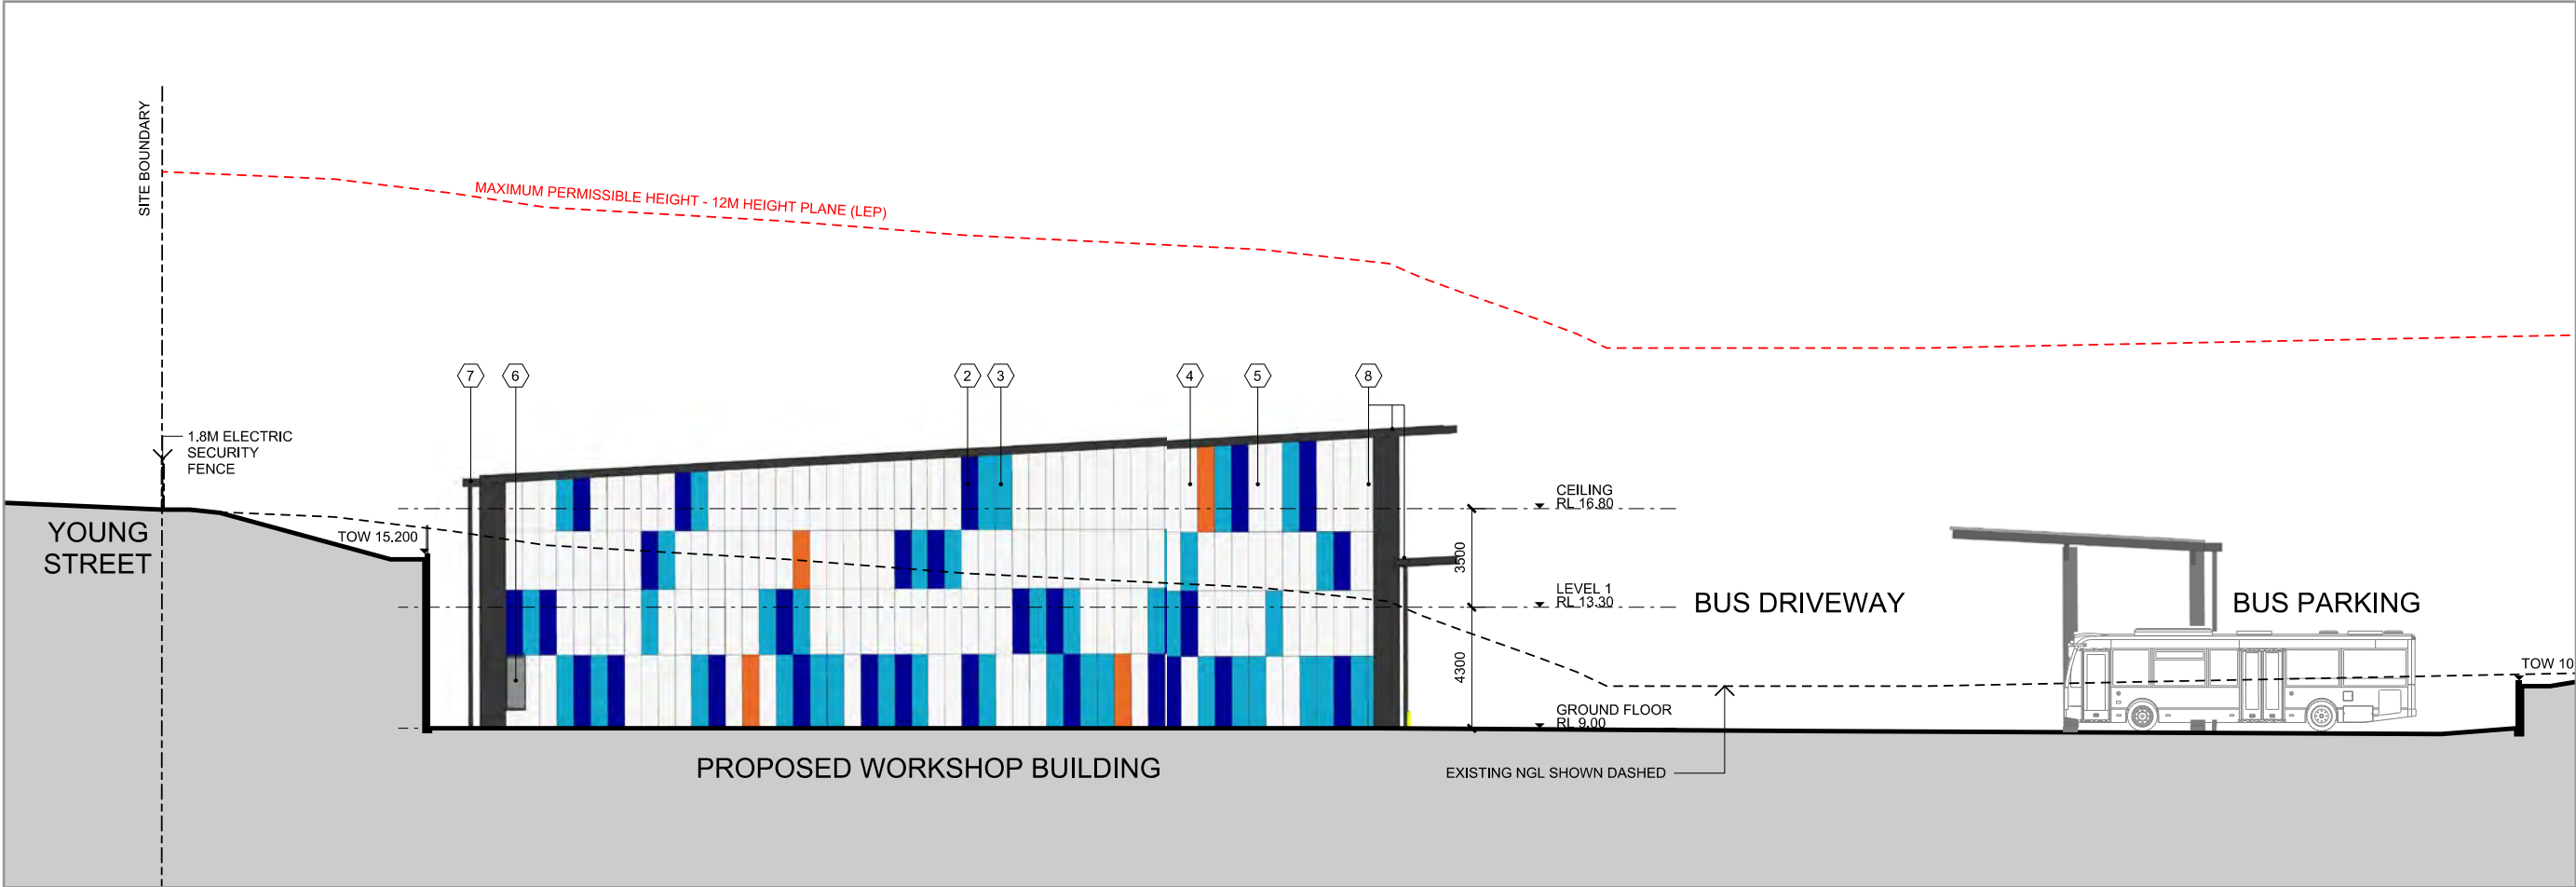 SITE BOUNDARY
MAXIMUM PERMISSIBLE HEIGHT - 12M HEIGHT PLANE (LEP)
7
6
2
3
4
5
8
1.8M ELECTRIC
SECURITY
FENCE
CEILING
RL 16.80
YOUNG
STREET
TOW 15.200
3500
LEVEL 1
RL 13.30
BUS DRIVEWAY
BUS PARKING
4300
TOW 10
GROUND FLOOR
RL 9.00
PROPOSED WORKSHOP BUILDING
EXISTING NGL SHOWN DASHED